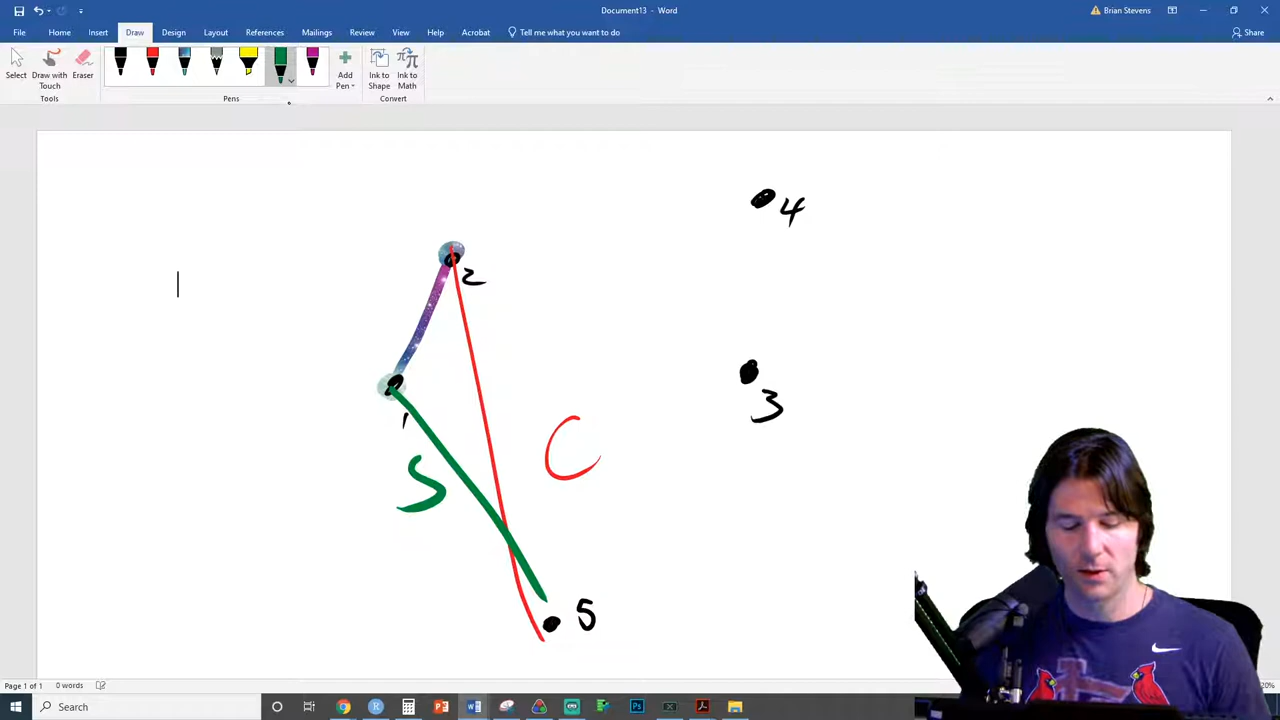 Document13 - Word
Brian Stevens
File Home Insert Draw Design Layout References Mailings Review View Help Acrobat Tell me what you want to do Share
Select Draw with Touch Eraser Add Pen Ink to Shape Ink to Math
Tools Pens Convert
4
2
3
1
C
S
5
Page 1 of 1 0 words
Search